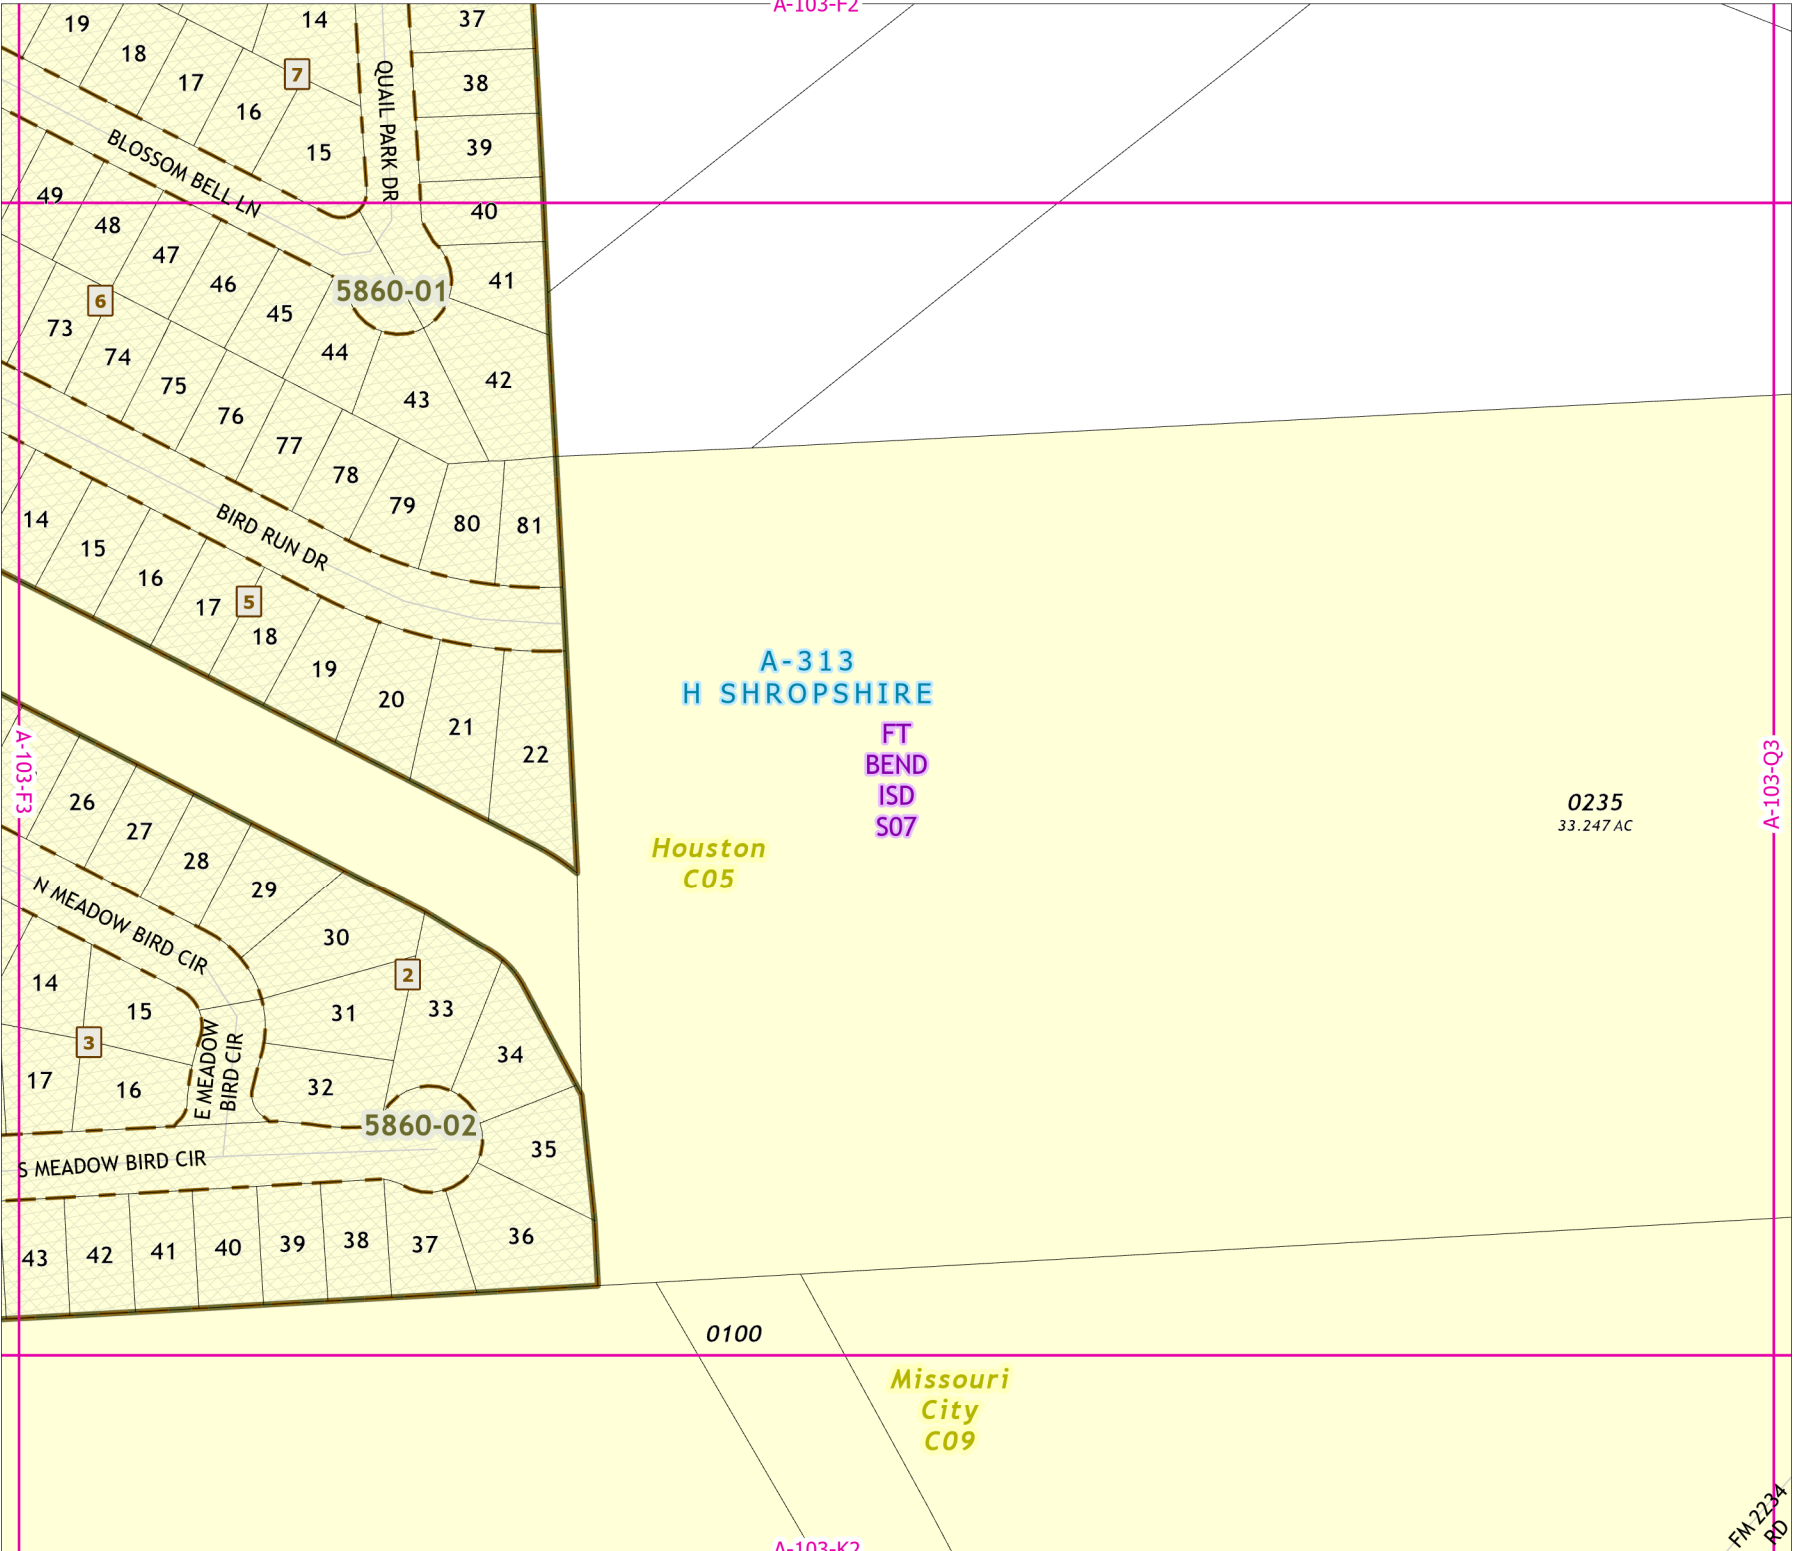 A-103-F2
19
18
17
16
7
14
15
QUAIL PARK DR
37
38
39
40
41
42
BLOSSOM BELL LN
49
48
47
46
45
44
43
5860-01
6
73
74
75
76
77
78
79
80
81
BIRD RUN DR
14
15
16
17
5
18
19
20
21
22
A-313
H SHROPSHIRE
FT
BEND
ISD
S07
Houston
C05
0235
33.247 AC
A-103-F3
A-103-Q3
26
27
28
29
30
2
31
33
32
34
35
36
N MEADOW BIRD CIR
14
15
3
17
16
E MEADOW
BIRD CIR
5860-02
S MEADOW BIRD CIR
43
42
41
40
39
38
37
0100
Missouri
City
C09
FM 2234
RD
A-103-K2